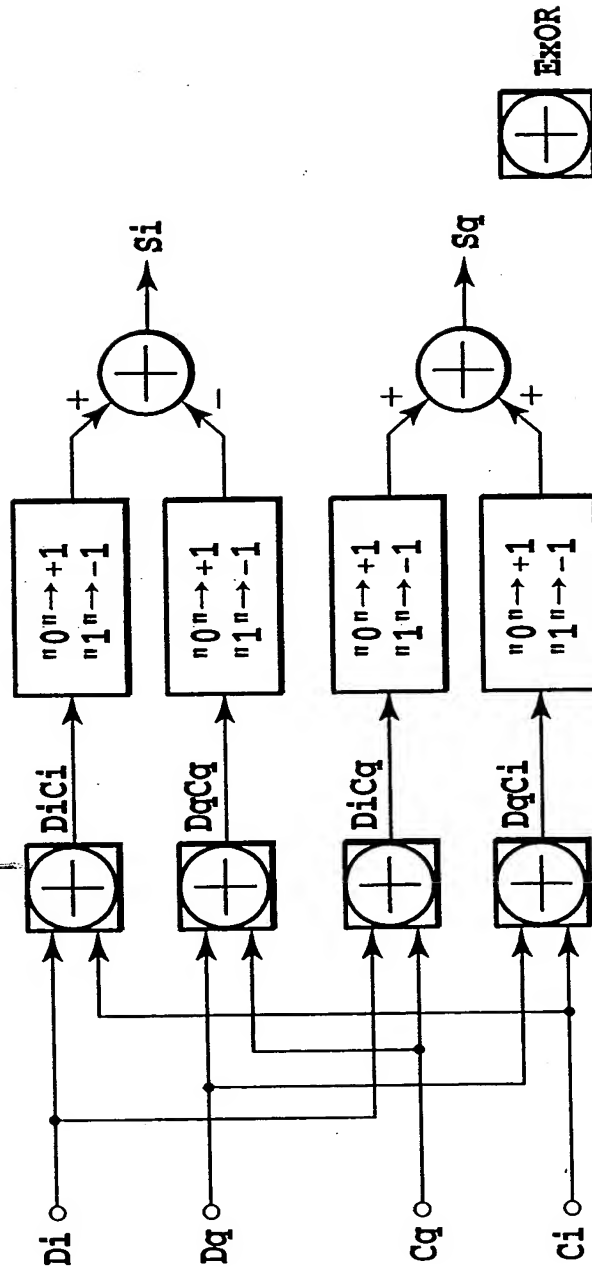 Di
DiCi
"0"→+1
"1"→-1
+
Si
Dq
DqCq
"0"→+1
"1"→-1
-
Cq
DiCq
"0"→+1
"1"→-1
+
Sq
Ci
DqCi
"0"→+1
"1"→-1
+
ExOR